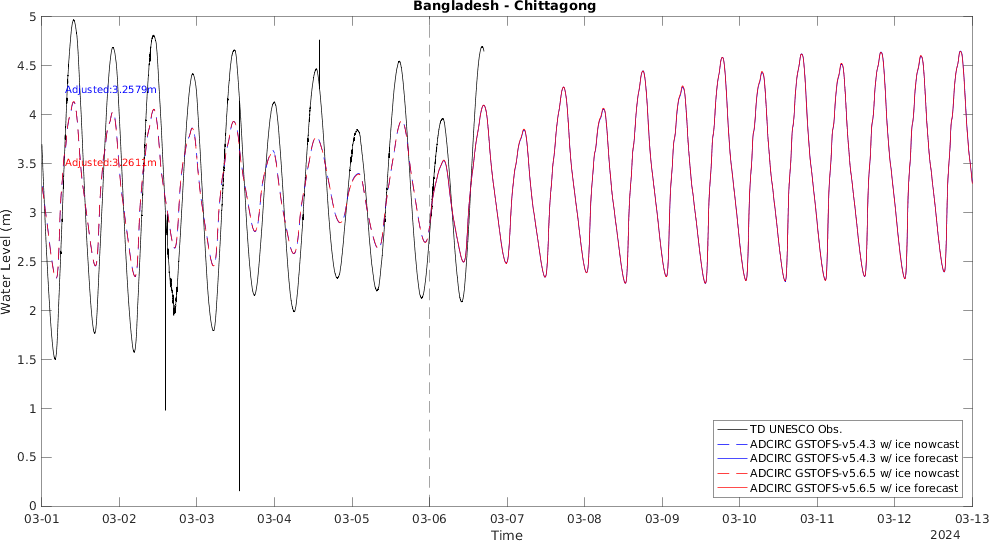 Bangladesh - Chittagong
5
4.5
4
3.5
3
2.5
2
1.5
1
0.5
0
Water Level (m)
Adjusted:3.2579m
Adjusted:3.2611m
TD UNESCO Obs.
ADCIRC GSTOFS-v5.4.3 w/ ice nowcast
ADCIRC GSTOFS-v5.4.3 w/ ice forecast
ADCIRC GSTOFS-v5.6.5 w/ ice nowcast
ADCIRC GSTOFS-v5.6.5 w/ ice forecast
03-01 03-02 03-03 03-04 03-05 03-06 03-07 03-08 03-09 03-10 03-11 03-12 03-13
Time
2024